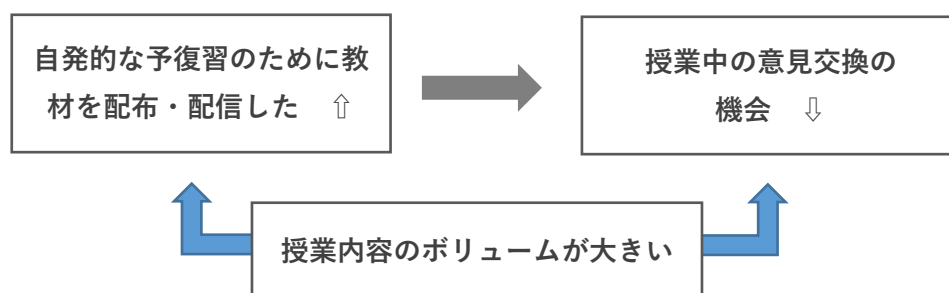 自発的な予復習のために教
材を配布・配信した　⇧
授業中の意見交換の
機会　⇩
授業内容のボリュームが大きい